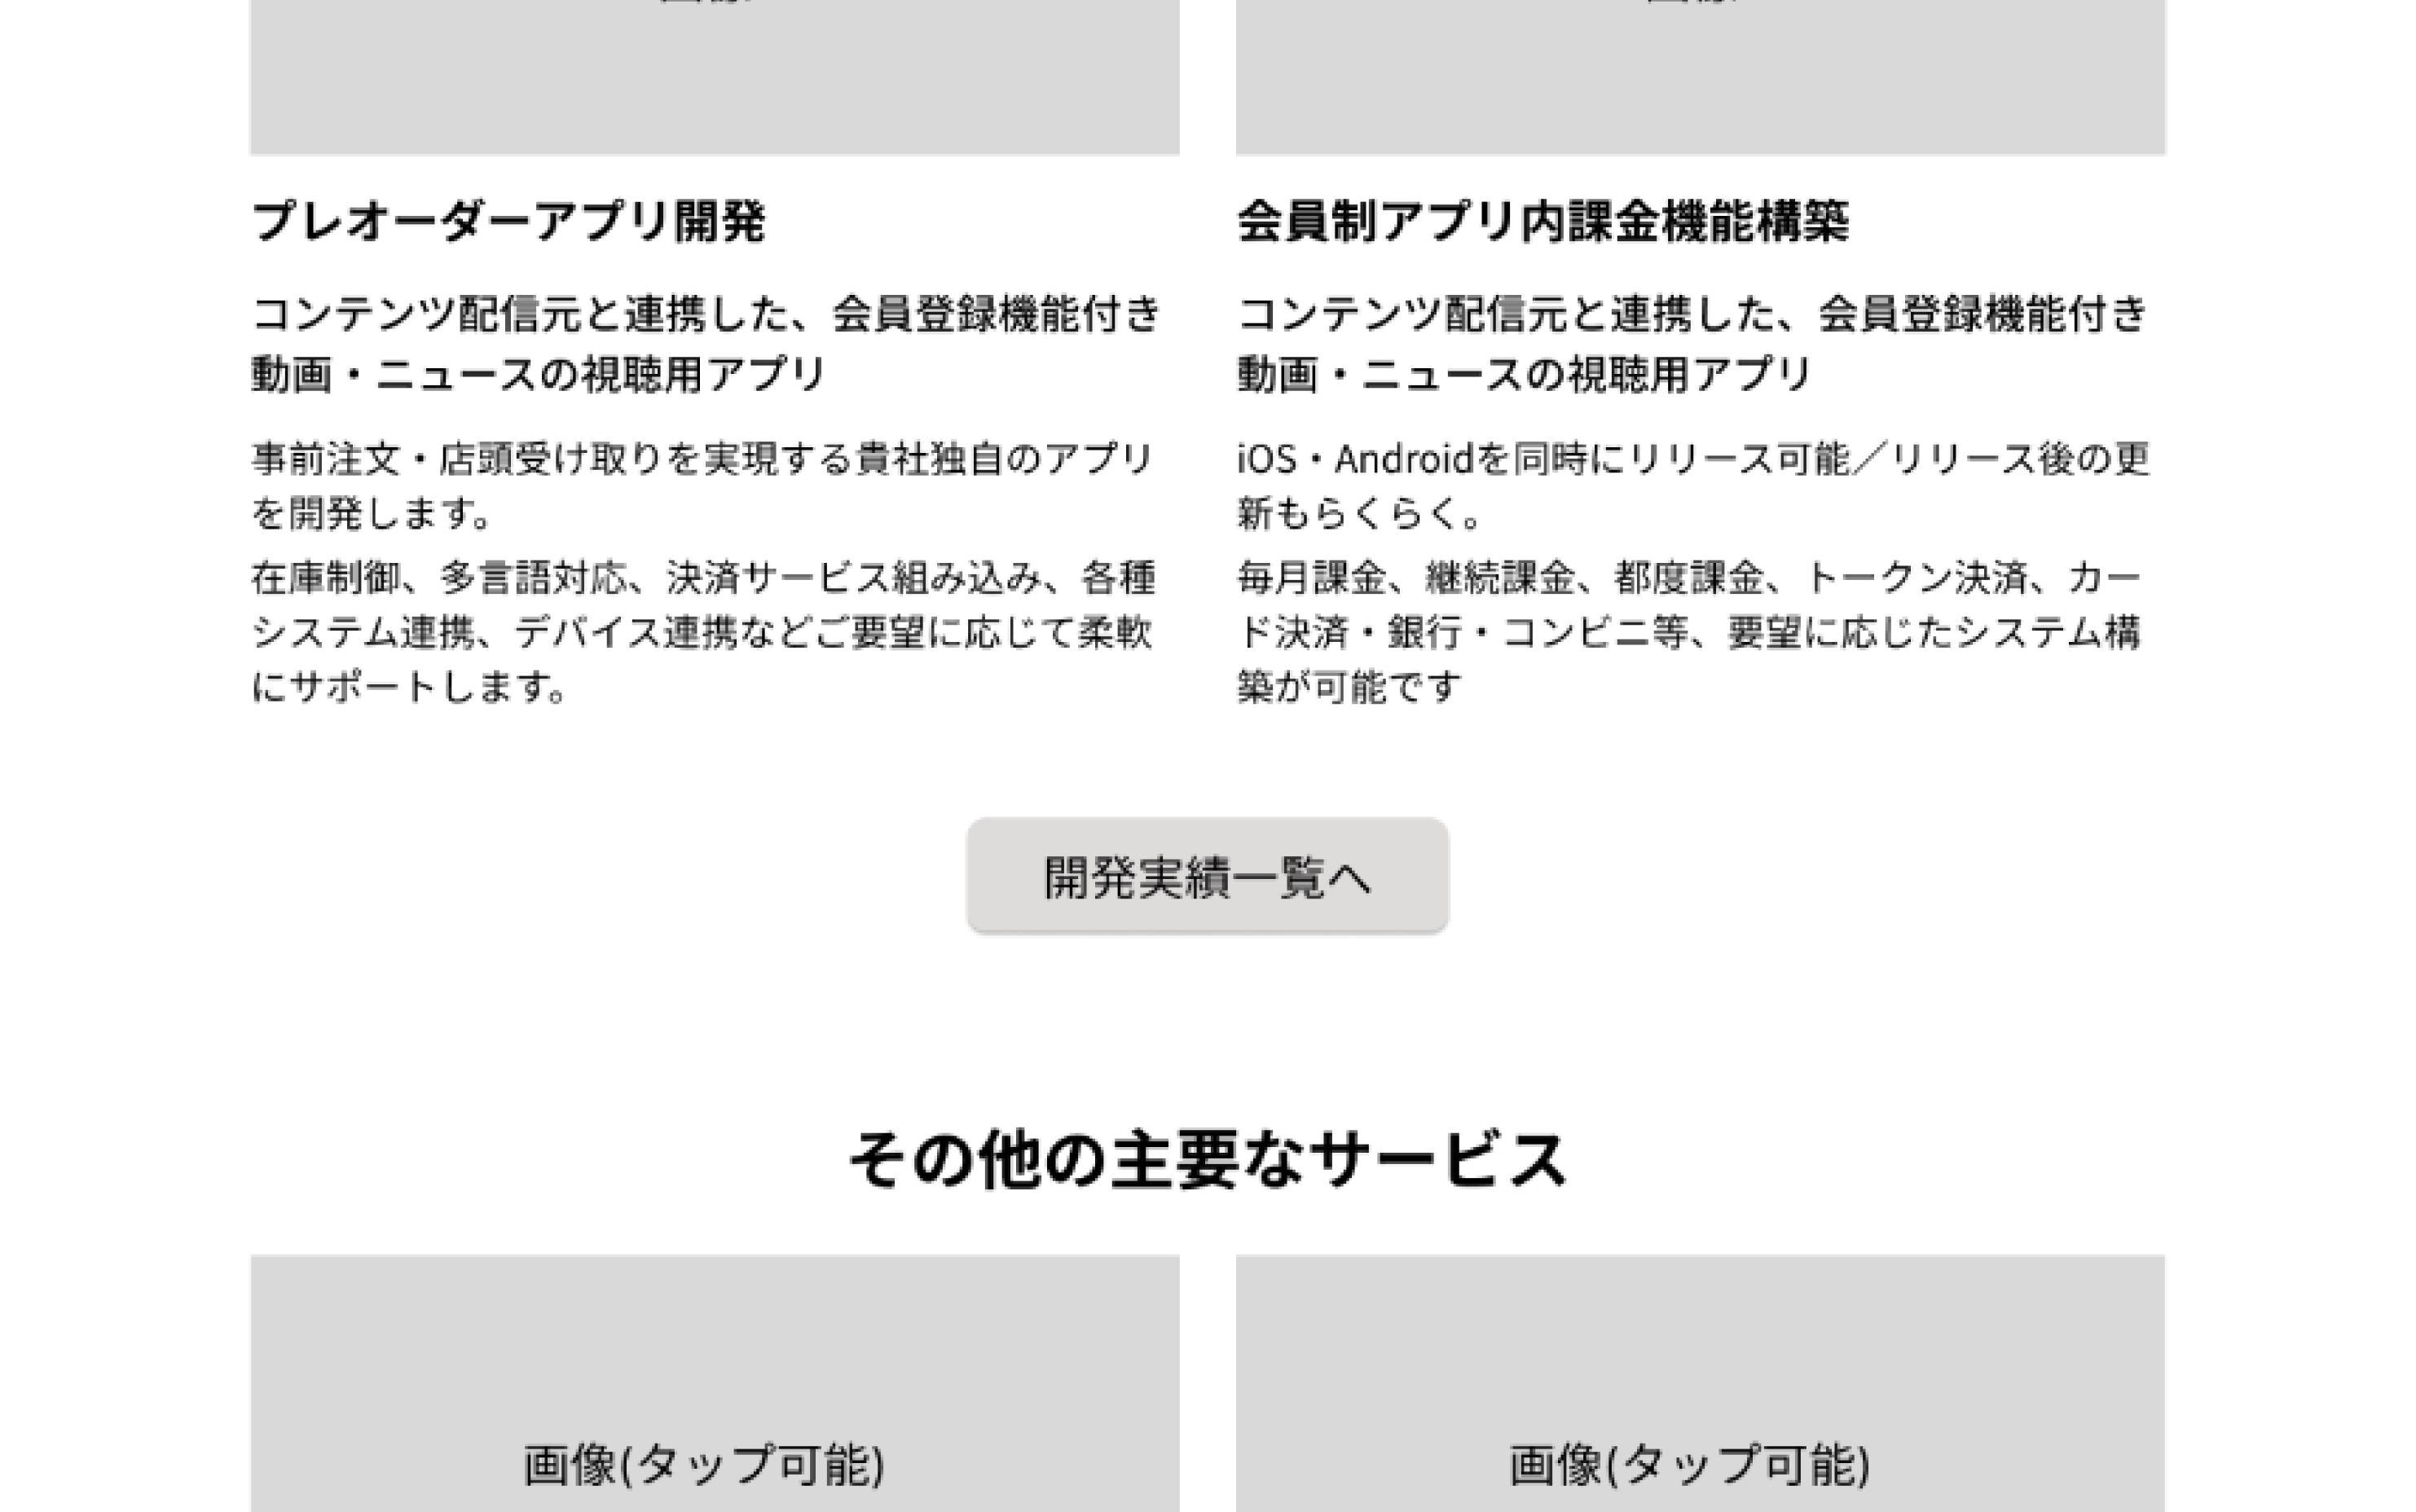 プレオーダーアプリ開発
コンテンツ配信元と連携した、会員登録機能付き
動画・ニュースの視聴用アプリ
事前注文・店頭受け取りを実現する貴社独自のアプリ
を開発します。
在庫制御、多言語対応、決済サービス組み込み、各種
システム連携、デバイス連携などご要望に応じて柔軟
にサポートします。
会員制アプリ内課金機能構築
コンテンツ配信元と連携した、会員登録機能付き
動画・ニュースの視聴用アプリ
iOS・Androidを同時にリリース可能／リリース後の更
新もらくらく。
毎月課金、継続課金、都度課金、トークン決済、カー
ド決済・銀行・コンビニ等、要望に応じたシステム構
築が可能です
開発実績一覧へ
その他の主要なサービス
画像(タップ可能)
画像(タップ可能)